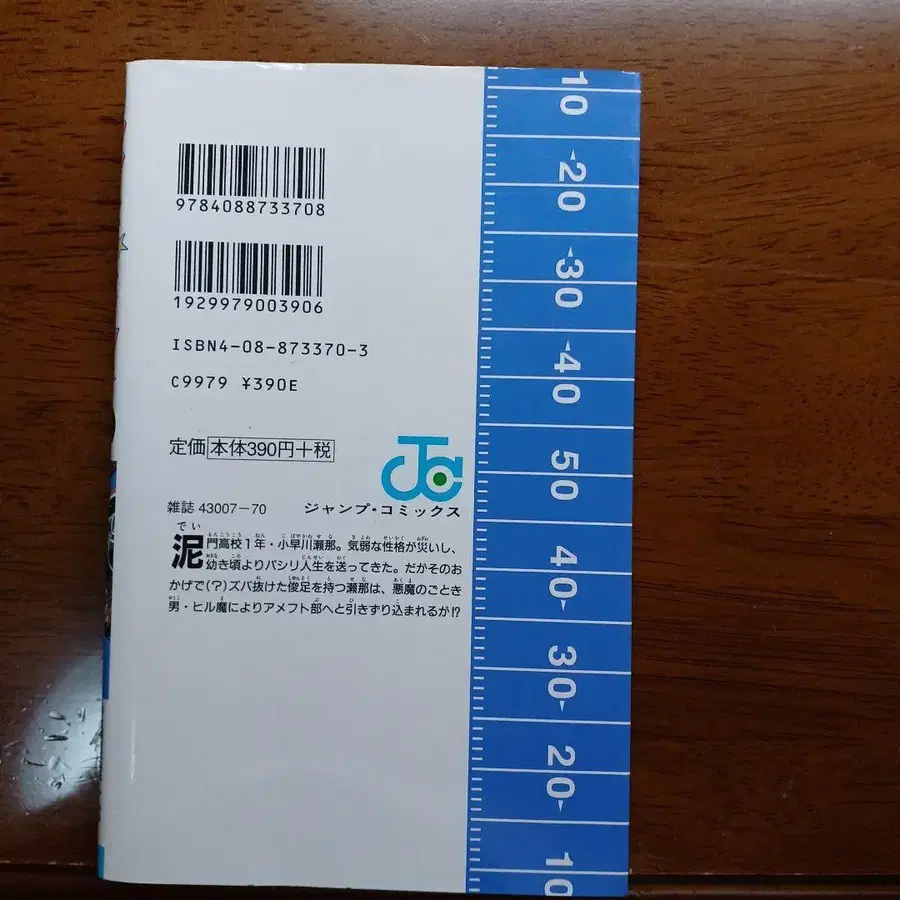 9784088733708
1929979003906
ISBN4-08-873370-3
C9979 ¥390E
定価 本体390円+税
雑誌 43007-70
ジャンプ・コミックス
泥門高校1年・小早川瀬那。気弱な性格が災いし、
幼き頃よりパシリ人生を送ってきた。だがそのお
かげで(?)ズバ抜けた俊足を持つ瀬那は、悪魔のごとき
男・ヒル魔によりアメフト部へと引きずり込まれるか!?
10
20
30
40
50
40
30
20
10